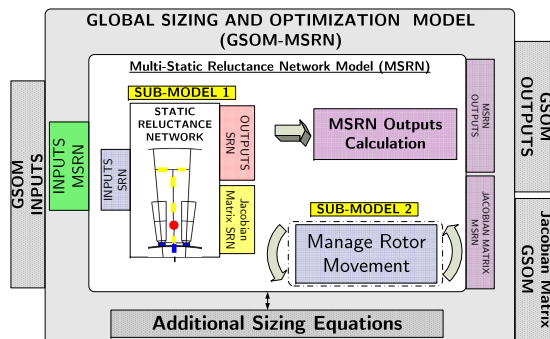 GLOBAL SIZING AND OPTIMIZATION MODEL
(GSOM-MSRN)
Multi-Static Reluctance Network Model (MSRN)
SUB-MODEL 1
STATIC
RELUCTANCE
NETWORK
GSOM
INPUTS
INPUTS
MSRN
INPUTS
SRN
OUTPUTS
SRN
Jacobian
Matrix SRN
MSRN Outputs
Calculation
SUB-MODEL 2
Manage Rotor
Movement
MSRN
OUTPUTS
JACOBIAN MATRIX
MSRN
GSOM
OUTPUTS
Jacobian Matrix
GSOM
Additional Sizing Equations